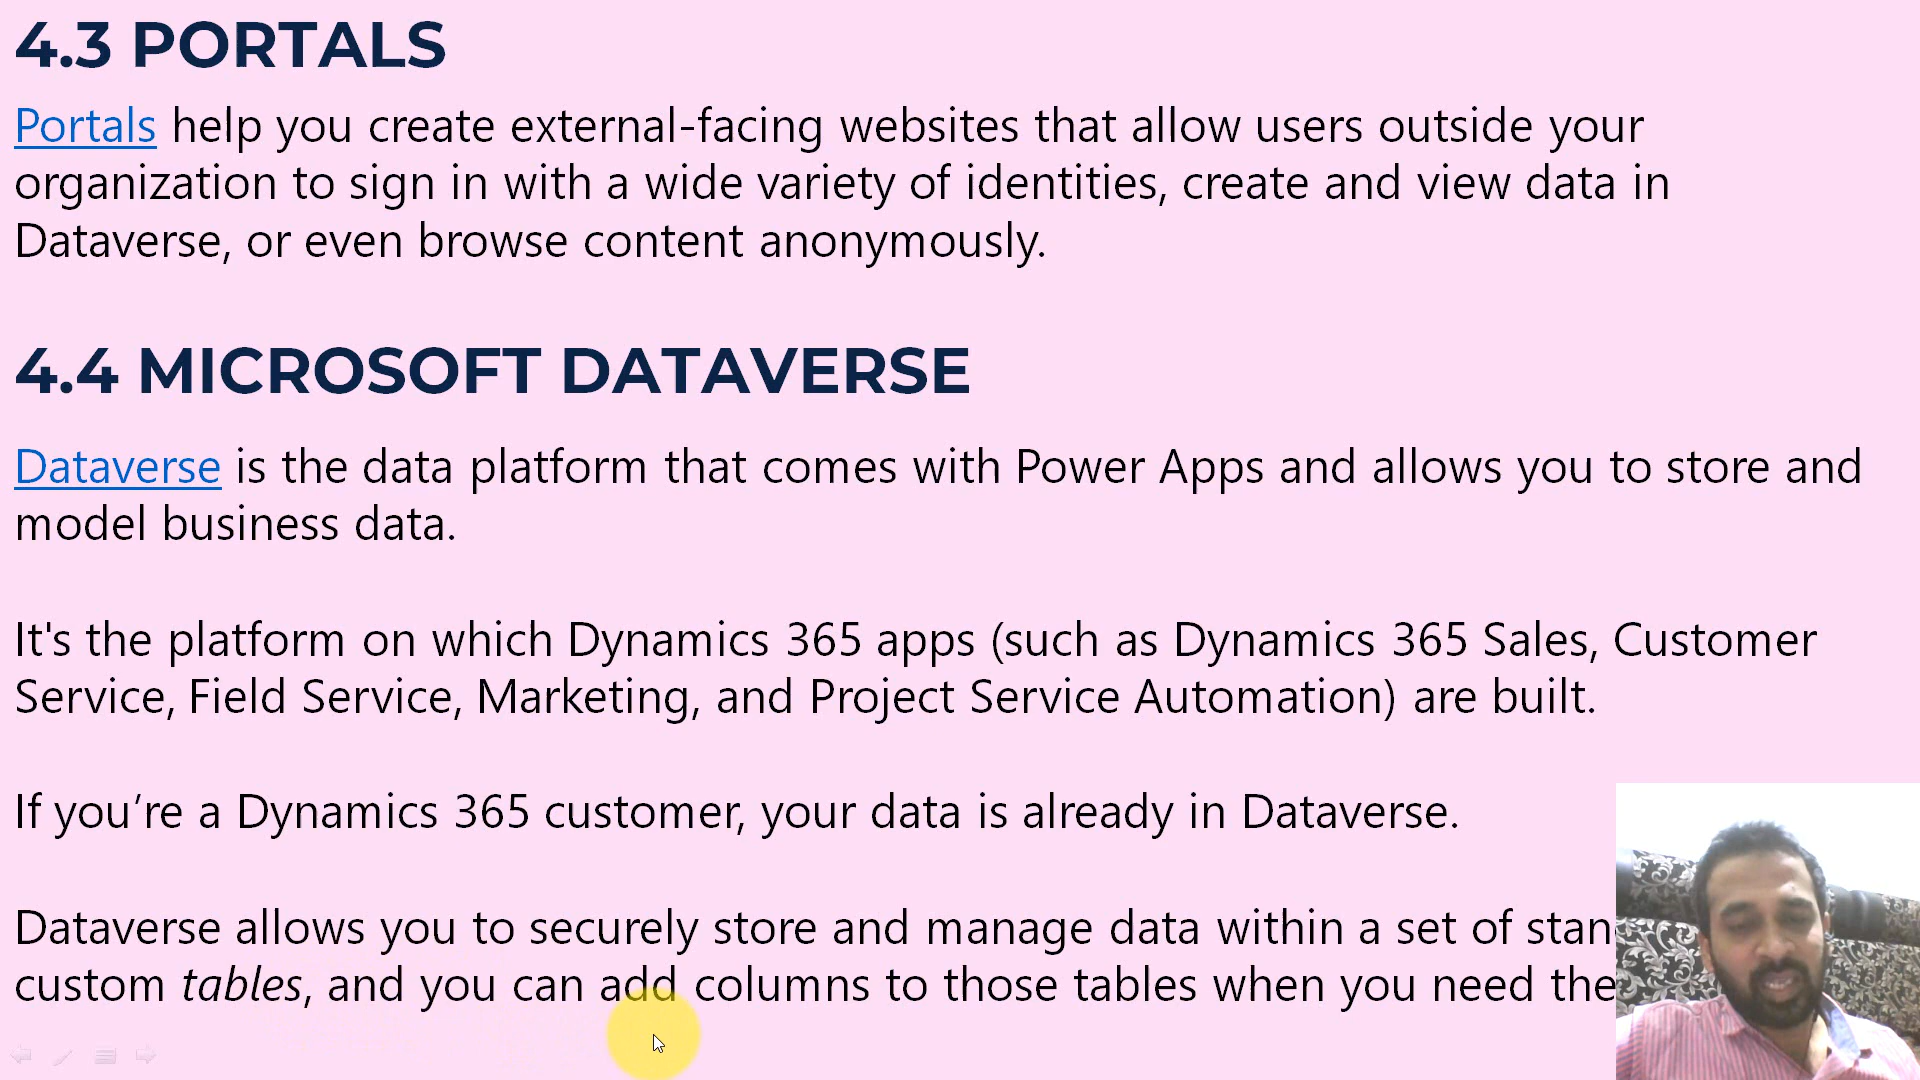 4.3 PORTALS
Portals help you create external-facing websites that allow users outside your
organization to sign in with a wide variety of identities, create and view data in
Dataverse, or even browse content anonymously.
4.4 MICROSOFT DATAVERSE
Dataverse is the data platform that comes with Power Apps and allows you to store and
model business data.
It's the platform on which Dynamics 365 apps (such as Dynamics 365 Sales, Customer
Service, Field Service, Marketing, and Project Service Automation) are built.
If you’re a Dynamics 365 customer, your data is already in Dataverse.
Dataverse allows you to securely store and manage data within a set of
custom tables, and you can add columns to those tables when you need